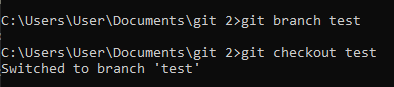 C:\Users\User\Documents\git 2>git branch test
C:\Users\User\Documents\git 2>git checkout test
Switched to branch 'test'